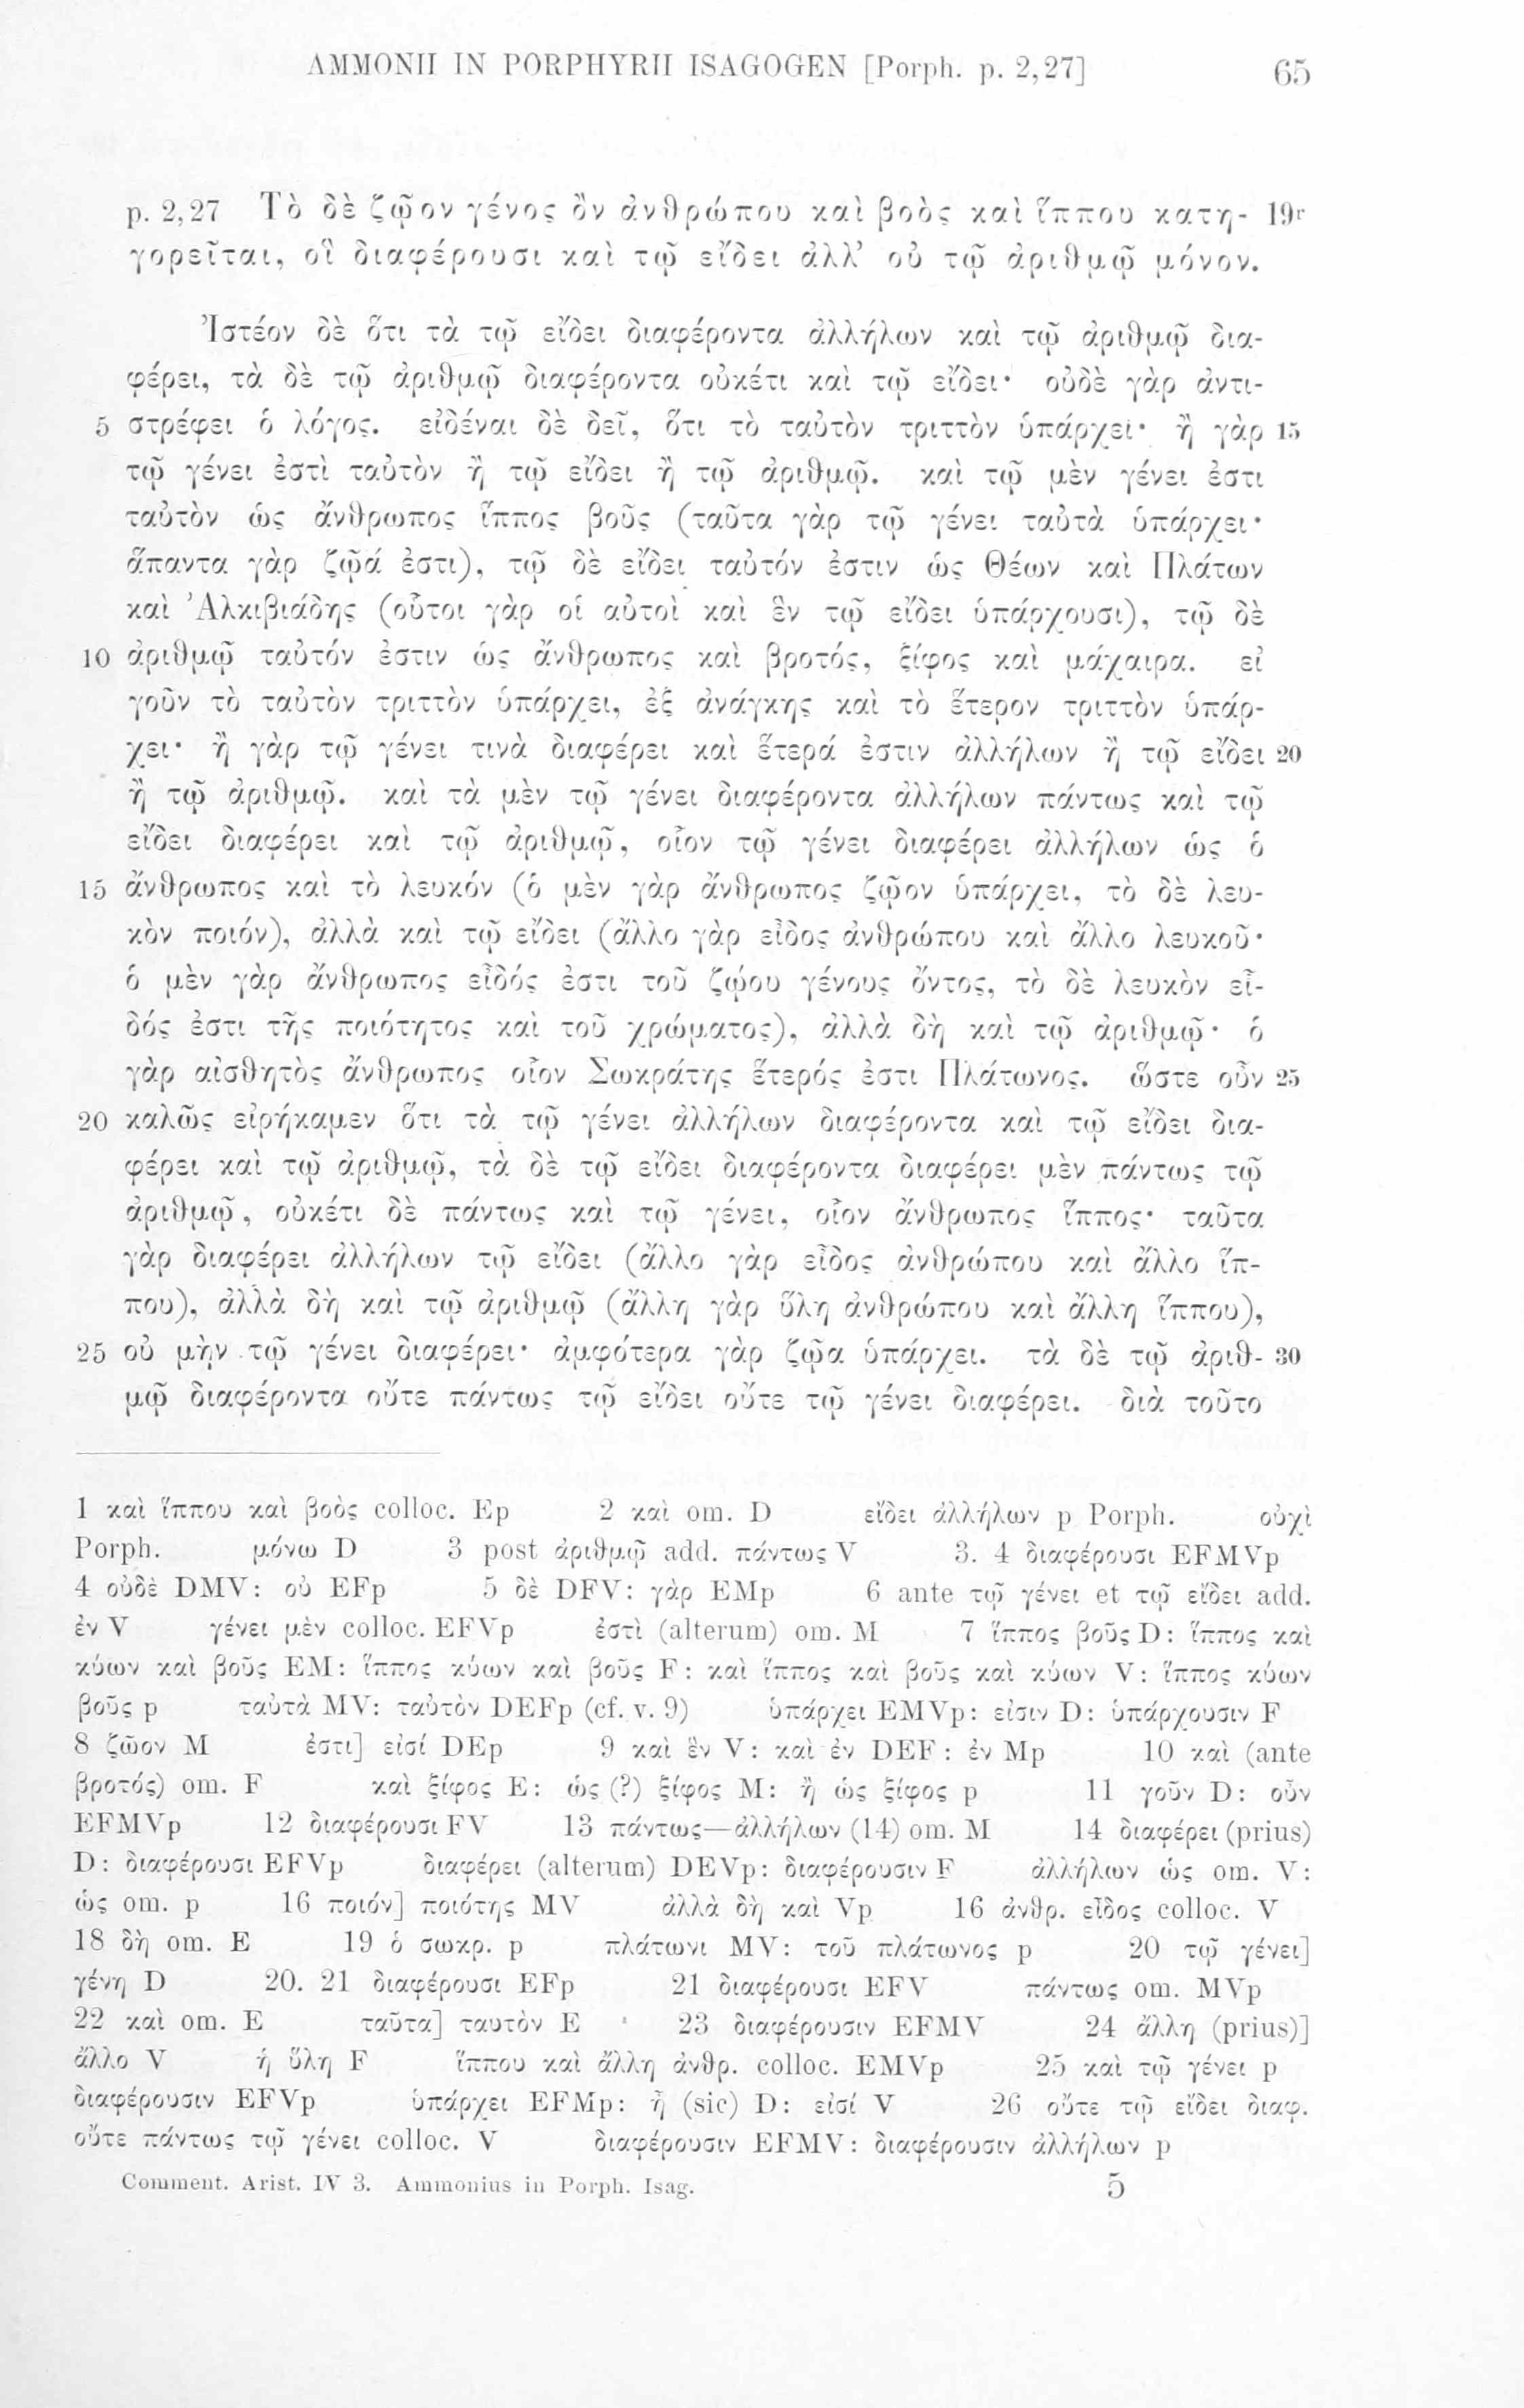 AMMONII IN PORPHYRII ISAGOGEN [Porph. p. 2,27] 65
p. 2,27 Τὸ δὲ ζῷον γένος ὂν ἀνθρώπου καὶ βοὸς καὶ ἵππου κατη- 19r
γορεῖται, οἳ διαφέρουσι καὶ τῷ εἴδει ἀλλ’ οὐ τῷ ἀριθμῷ μόνον.
Ἰστέον δὲ ὅτι τὰ τῷ εἴδει διαφέροντα ἀλλήλων καὶ τῷ ἀριθμῷ δια-
φέρει, τὰ δὲ τῷ ἀριθμῷ διαφέροντα οὐκέτι καὶ τῷ εἴδει· οὐδὲ γὰρ ἀντι-
5 στρέφει ὁ λόγος. εἰδέναι δὲ δεῖ, ὅτι τὸ ταὐτὸν τριττὸν ὑπάρχει· ἢ γὰρ 15
τῷ γένει ἐστὶ ταὐτὸν ἢ τῷ εἴδει ἢ τῷ ἀριθμῷ. καὶ τῷ μὲν γένει ἐστι
ταὐτὸν ὡς ἄνθρωπος ἵππος βοῦς (ταῦτα γὰρ τῷ γένει ταὐτὰ ὑπάρχει·
ἅπαντα γὰρ ζῷά ἐστι), τῷ δὲ εἴδει ταὐτόν ἐστιν ὡς Θέων καὶ Πλάτων
καὶ Ἀλκιβιάδης (οὗτοι γὰρ οἱ αὐτοὶ καὶ ἓν τῷ εἴδει ὑπάρχουσι), τῷ δὲ
10 ἀριθμῷ ταὐτόν ἐστιν ὡς ἄνθρωπος καὶ βροτός, ξίφος καὶ μάχαιρα. εἰ
γοῦν τὸ ταὐτὸν τριττὸν ὑπάρχει, ἐξ ἀνάγκης καὶ τὸ ἕτερον τριττὸν ὑπάρ-
χει· ἢ γὰρ τῷ γένει τινὰ διαφέρει καὶ ἕτερά ἐστιν ἀλλήλων ἢ τῷ εἴδει 20
ἢ τῷ ἀριθμῷ. καὶ τὰ μὲν τῷ γένει διαφέροντα ἀλλήλων πάντως καὶ τῷ
εἴδει διαφέρει καὶ τῷ ἀριθμῷ, οἷον τῷ γένει διαφέρει ἀλλήλων ὡς ὁ
15 ἄνθρωπος καὶ τὸ λευκόν (ὁ μὲν γὰρ ἄνθρωπος ζῷον ὑπάρχει, τὸ δὲ λευ-
κὸν ποιόν), ἀλλὰ καὶ τῷ εἴδει (ἄλλο γὰρ εἶδος ἀνθρώπου καὶ ἄλλο λευκοῦ·
ὁ μὲν γὰρ ἄνθρωπος εἶδός ἐστι τοῦ ζῴου γένους ὄντος, τὸ δὲ λευκὸν εἶ-
δός ἐστι τῆς ποιότητος καὶ τοῦ χρώματος), ἀλλὰ δὴ καὶ τῷ ἀριθμῷ· ὁ
γὰρ αἰσθητὸς ἄνθρωπος οἷον Σωκράτης ἕτερός ἐστι Πλάτωνος. ὥστε οὖν 25
20 καλῶς εἰρήκαμεν ὅτι τὰ τῷ γένει ἀλλήλων διαφέροντα καὶ τῷ εἴδει δια-
φέρει καὶ τῷ ἀριθμῷ, τὰ δὲ τῷ εἴδει διαφέροντα διαφέρει μὲν πάντως τῷ
ἀριθμῷ, οὐκέτι δὲ πάντως καὶ τῷ γένει, οἷον ἄνθρωπος ἵππος· ταῦτα
γὰρ διαφέρει ἀλλήλων τῷ εἴδει (ἄλλο γὰρ εἶδος ἀνθρώπου καὶ ἄλλο ἵπ-
που), ἀλλὰ δὴ καὶ τῷ ἀριθμῷ (ἄλλη γὰρ ὕλη ἀνθρώπου καὶ ἄλλη ἵππου),
25 οὐ μὴν τῷ γένει διαφέρει· ἀμφότερα γὰρ ζῷα ὑπάρχει. τὰ δὲ τῷ ἀριθ- 30
μῷ διαφέροντα οὔτε πάντως τῷ εἴδει οὔτε τῷ γένει διαφέρει. διὰ τοῦτο
1 καὶ ἵππου καὶ βοὸς colloc. Ep 2 καὶ om. D εἴδει ἀλλήλων p Porph. οὐχὶ
Porph. μόνω D 3 post ἀριθμῷ add. πάντως V 3. 4 διαφέρουσι EFMVp
4 οὐδὲ DMV: οὐ EFp 5 δὲ DFV: γὰρ EMp 6 ante τῷ γένει et τῷ εἴδει add.
ἐν V γένει μὲν colloc. EFVp ἐστὶ (alterum) om. M 7 ἵππος βοῦς D: ἵππος καὶ
κύων καὶ βοῦς EM: ἵππος κύων καὶ βοῦς F: καὶ ἵππος καὶ βοῦς καὶ κύων V: ἵππος κύων
βοῦς p ταὐτὰ MV: ταὐτὸν DEFp (cf. v. 9) ὑπάρχει EMVp: εἰσιν D: ὑπάρχουσιν F
8 ζῶον M ἐστι] εἰσί DEp 9 καὶ ἓν V: καὶ ἐν DEF: ἐν Mp 10 καὶ (ante
βροτός) om. F καὶ ξίφος E: ὡς (?) ξίφος M: ἢ ὡς ξίφος p 11 γοῦν D: οὖν
EFMVp 12 διαφέρουσι FV 13 πάντως—ἀλλήλων (14) om. M 14 διαφέρει (prius)
D: διαφέρουσι EFVp διαφέρει (alterum) DEVp: διαφέρουσιν F ἀλλήλων ὡς om. V:
ὡς om. p 16 ποιόν] ποιότης MV ἀλλὰ δὴ καὶ Vp 16 ἀνθρ. εἶδος colloc. V
18 δὴ om. E 19 ὁ σωκρ. p πλάτωνι MV: τοῦ πλάτωνος p 20 τῷ γένει]
γένη D 20. 21 διαφέρουσι EFp 21 διαφέρουσι EFV πάντως om. MVp
22 καὶ om. E ταῦτα] ταυτὸν E 23 διαφέρουσιν EFMV 24 ἄλλη (prius)]
ἄλλο V ἡ ὕλη F ἵππου καὶ ἄλλη ἀνθρ. colloc. EMVp 25 καὶ τῷ γένει p
διαφέρουσιν EFVp ὑπάρχει EFMp: ἦ (sic) D: εἰσί V 26 οὔτε τῷ εἴδει διαφ.
οὔτε πάντως τῷ γένει colloc. V διαφέρουσιν EFMV: διαφέρουσιν ἀλλήλων p
Comment. Arist. IV 3. Ammonius in Porph. Isag. 5